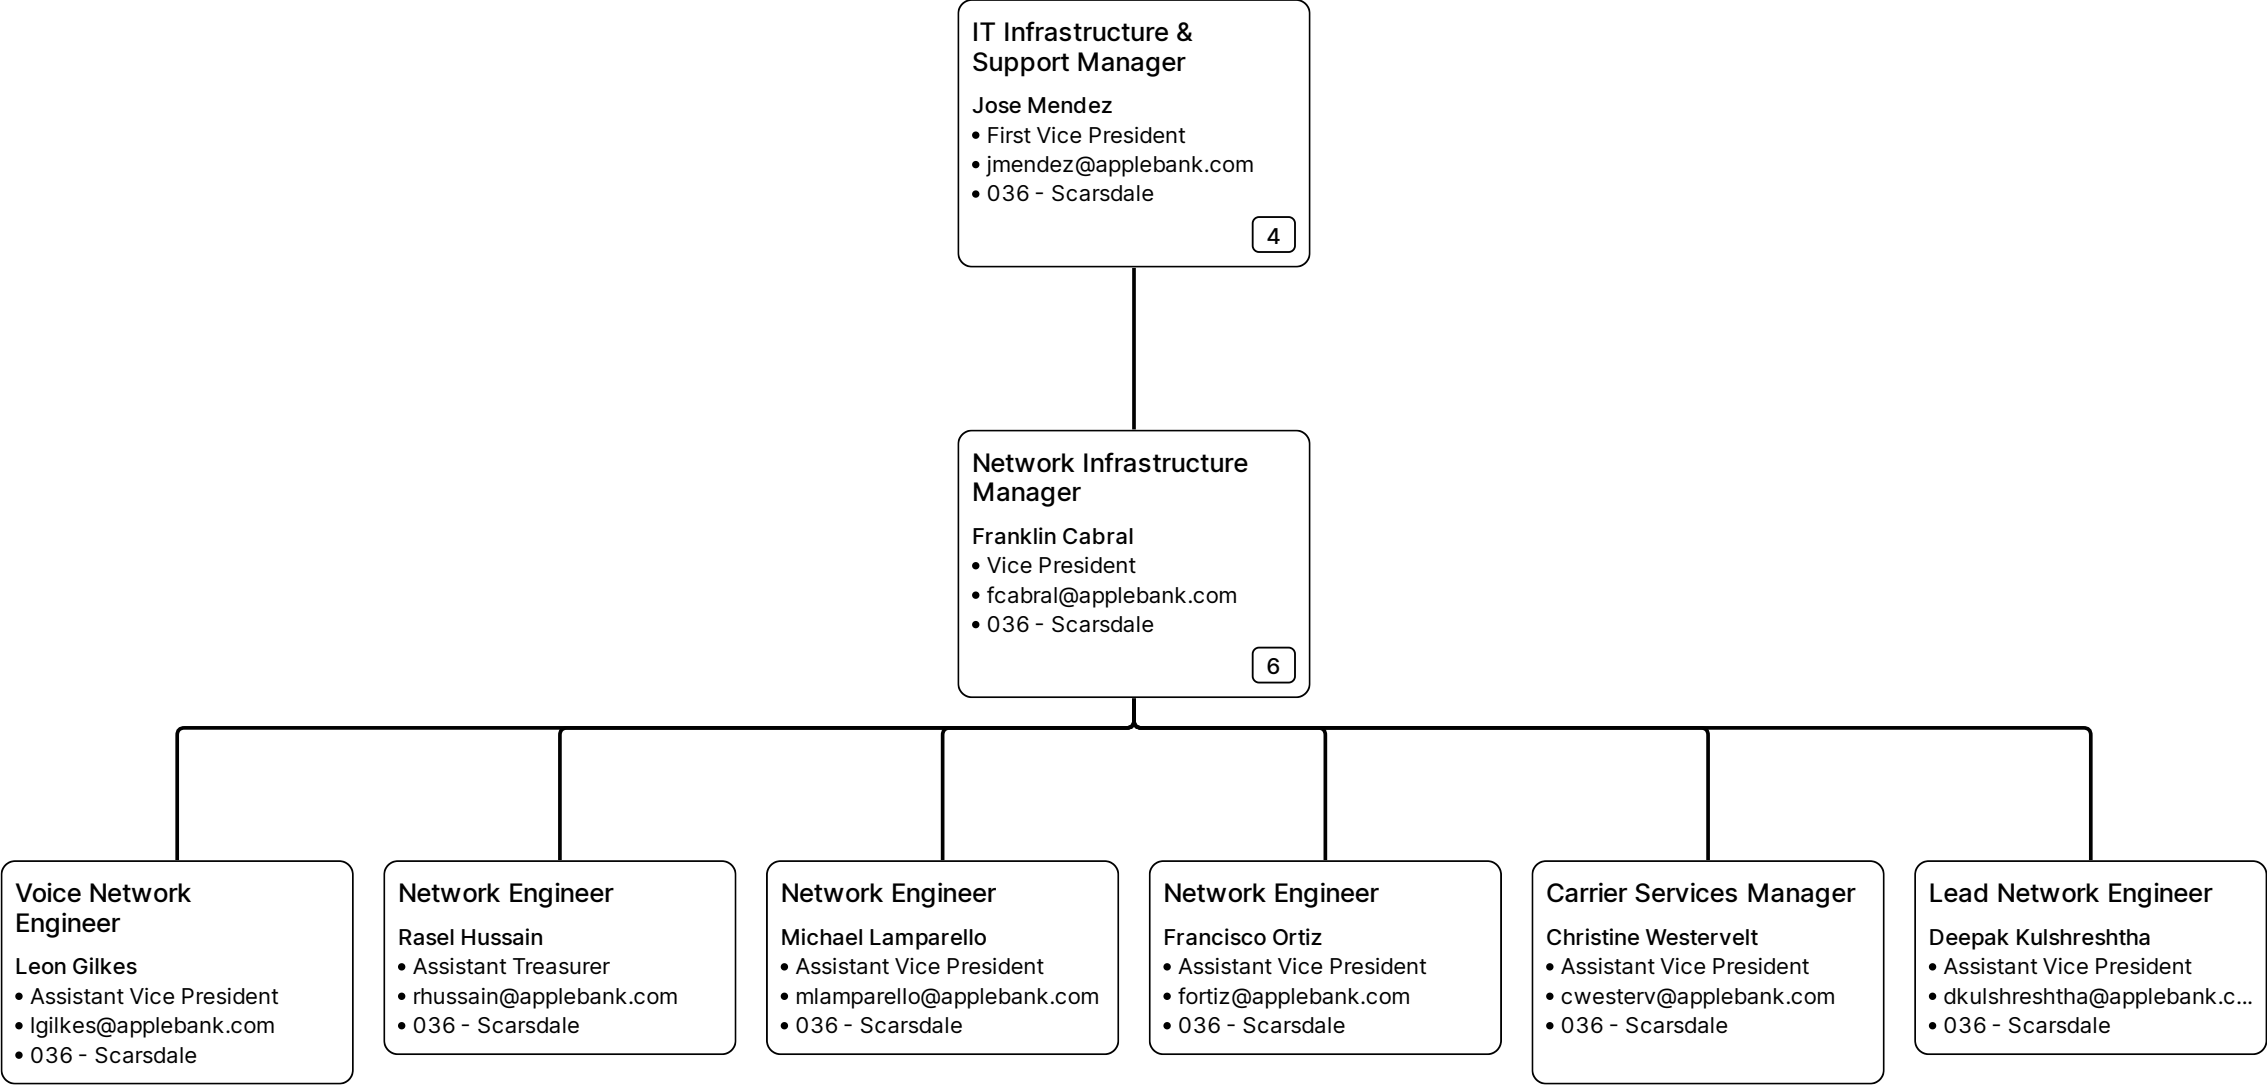 IT Infrastructure &
Support Manager
Jose Mendez
• First Vice President
• jmendez@applebank.com
• 036 - Scarsdale
4
Network Infrastructure
Manager
Franklin Cabral
• Vice President
• fcabral@applebank.com
• 036 - Scarsdale
6
Voice Network
Engineer
Leon Gilkes
• Assistant Vice President
• lgilkes@applebank.com
• 036 - Scarsdale
Network Engineer
Rasel Hussain
• Assistant Treasurer
• rhussain@applebank.com
• 036 - Scarsdale
Network Engineer
Michael Lamparello
• Assistant Vice President
• mlamparello@applebank.com
• 036 - Scarsdale
Network Engineer
Francisco Ortiz
• Assistant Vice President
• fortiz@applebank.com
• 036 - Scarsdale
Carrier Services Manager
Christine Westervelt
• Assistant Vice President
• cwesterv@applebank.com
• 036 - Scarsdale
Lead Network Engineer
Deepak Kulshreshtha
• Assistant Vice President
• dkulshreshtha@applebank.c...
• 036 - Scarsdale